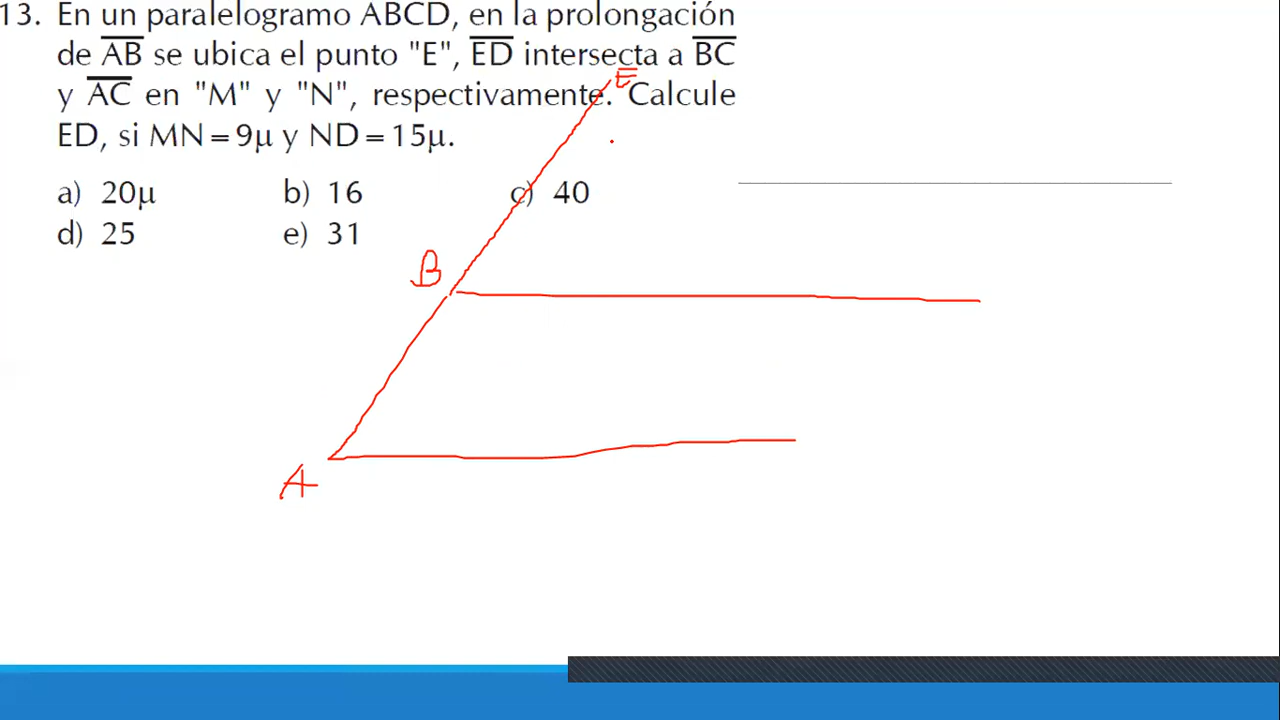 13. En un paralelogramo ABCD, en la prolongación
de AB se ubica el punto "E", ED intersecta a BC
y AC en "M" y "N", respectivamente. Calcule
ED, si MN = 9μ y ND = 15μ.
a) 20μ b) 16 c) 40
d) 25 e) 31
E
B
A